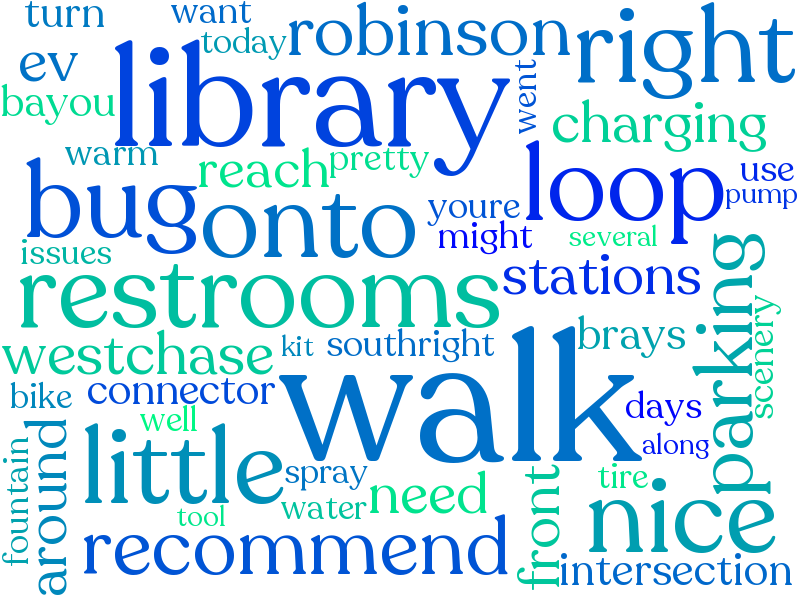 turn
want
today
robinson
right
ev
library
went
bayou
charging
warm
reach
pretty
loop
use
pump
bug
onto
youre
might
several
issues
restrooms
stations
parking
scenery
westchase
kit
southright
brays
walk
bike
connector
days
well
along
fountain
around
little
spray
need
front
tire
nice
tool
water
recommend
intersection